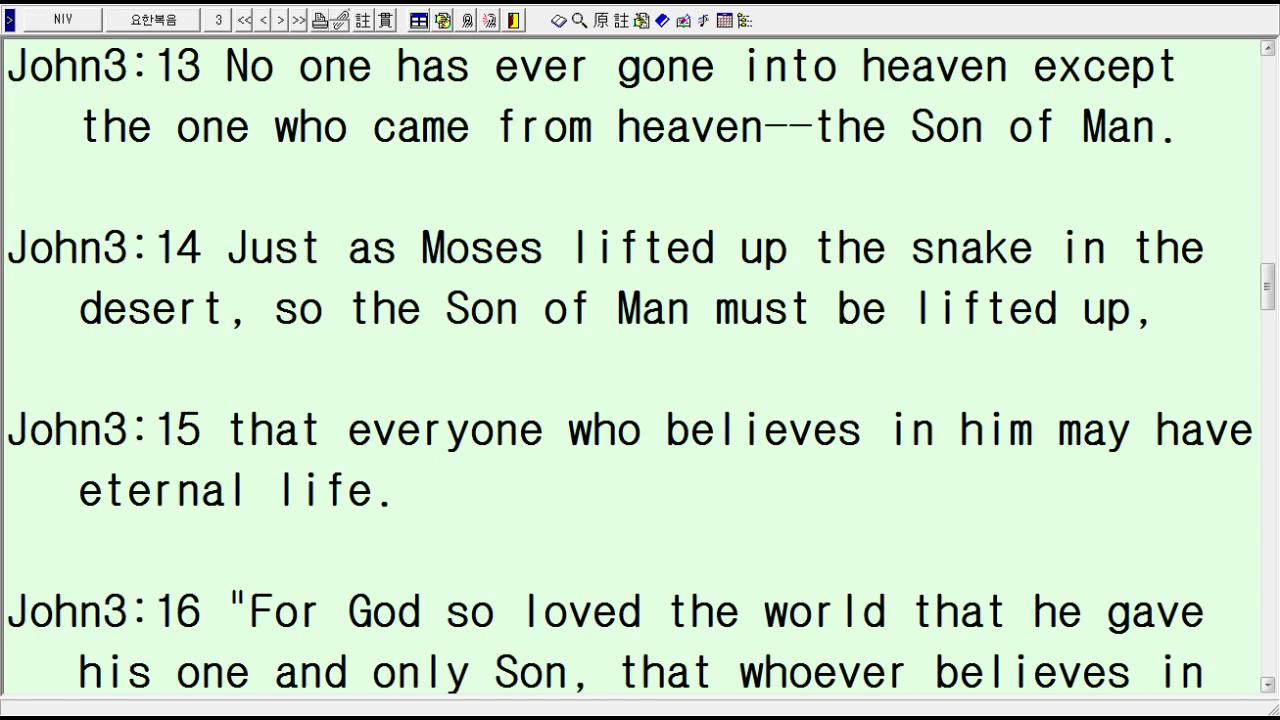 > NIV 요한복음 3 << < > >> 註 貫 原 註
John3:13 No one has ever gone into heaven except
the one who came from heaven--the Son of Man.
John3:14 Just as Moses lifted up the snake in the
desert, so the Son of Man must be lifted up,
John3:15 that everyone who believes in him may have
eternal life.
John3:16 "For God so loved the world that he gave
his one and only Son, that whoever believes in